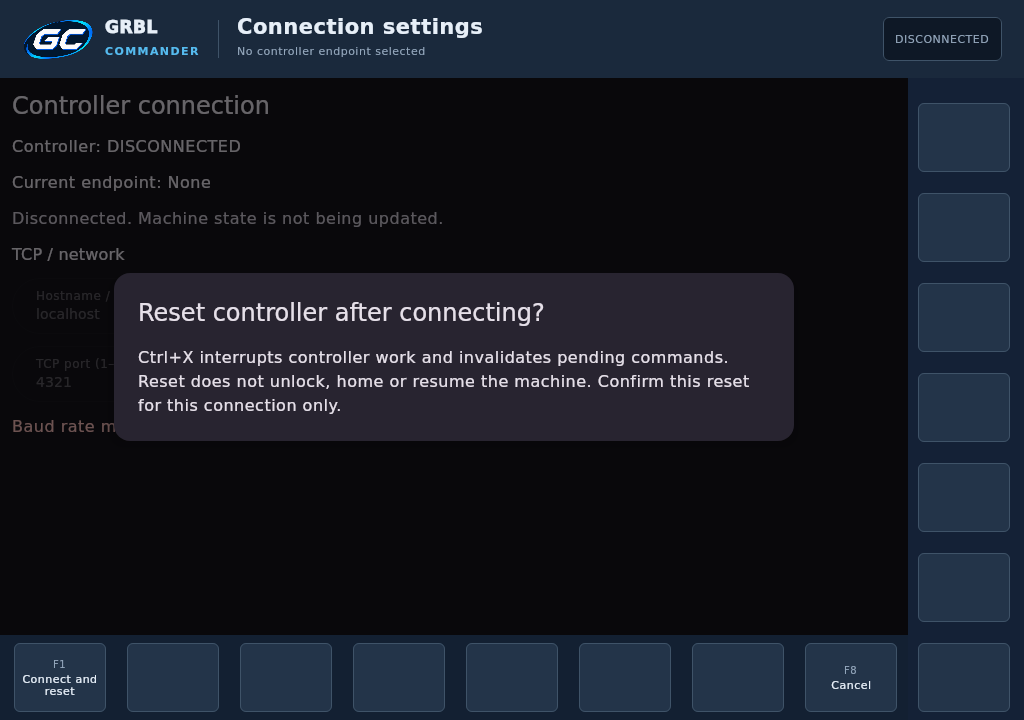 GC
GRBL
COMMANDER
Connection settings
No controller endpoint selected
DISCONNECTED
Controller connection
Controller: DISCONNECTED
Current endpoint: None
Disconnected. Machine state is not being updated.
TCP / network
Hostname /
localhost
TCP port (1–
4321
Baud rate m
Reset controller after connecting?
Ctrl+X interrupts controller work and invalidates pending commands.
Reset does not unlock, home or resume the machine. Confirm this reset
for this connection only.
F1
Connect and
reset
F8
Cancel